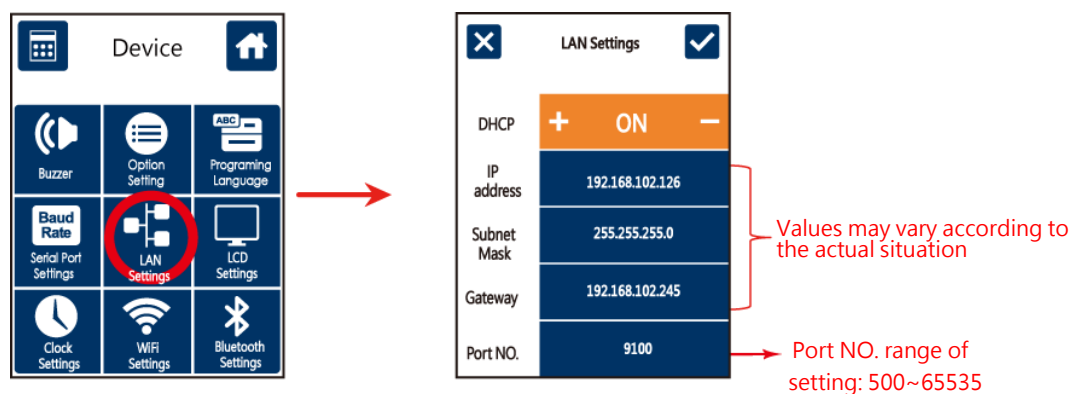 Device
Buzzer
Option
Setting
ABC
Programing
Language
Baud
Rate
Serial Port
Settings
LAN
Settings
LCD
Settings
Clock
Settings
WiFi
Settings
Bluetooth
Settings
LAN Settings
DHCP
+ ON −
IP
address
192.168.102.126
Subnet
Mask
255.255.255.0
Gateway
192.168.102.245
Port NO.
9100
Values may vary according to
the actual situation
Port NO. range of
setting: 500~65535